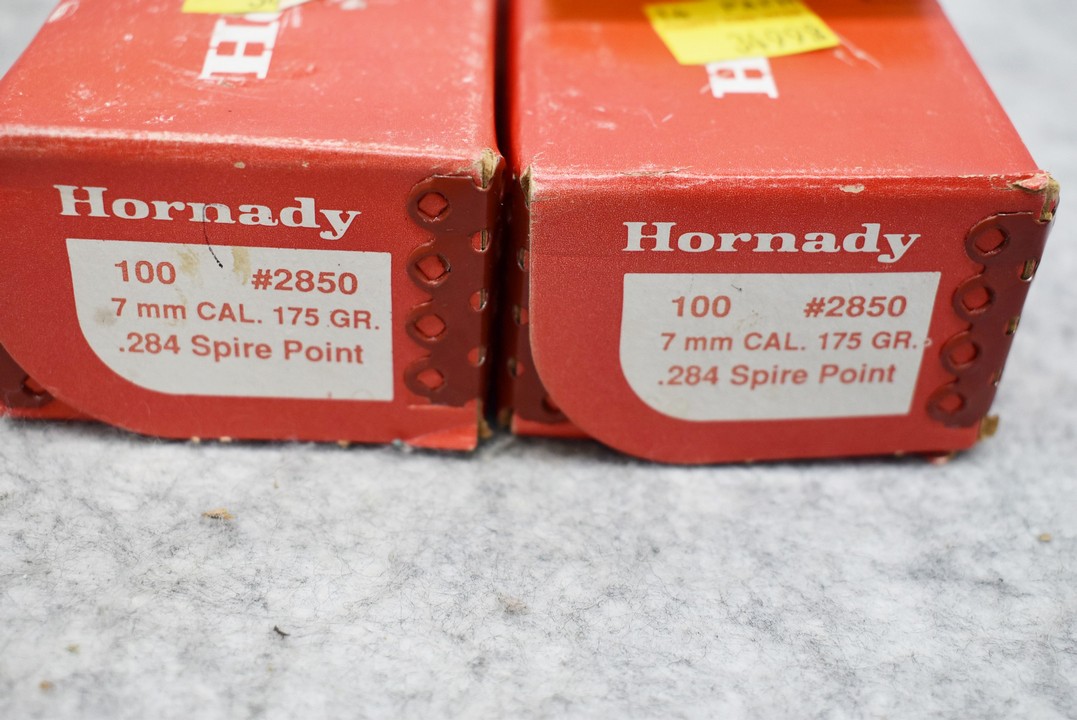 Hornady
100 #2850
7 mm CAL. 175 GR.
.284 Spire Point
34998
Hornady
100 #2850
7 mm CAL. 175 GR.
.284 Spire Point